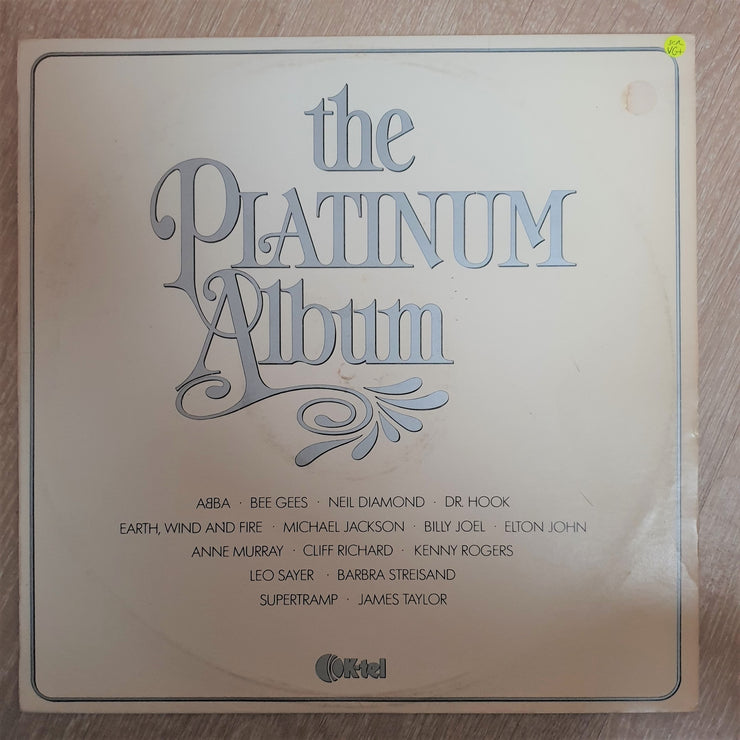 VG+
the
PLATINUM
Album
ABBA · BEE GEES · NEIL DIAMOND · DR. HOOK
EARTH, WIND AND FIRE · MICHAEL JACKSON · BILLY JOEL · ELTON JOHN
ANNE MURRAY · CLIFF RICHARD · KENNY ROGERS
LEO SAYER · BARBRA STREISAND
SUPERTRAMP · JAMES TAYLOR
K-tel